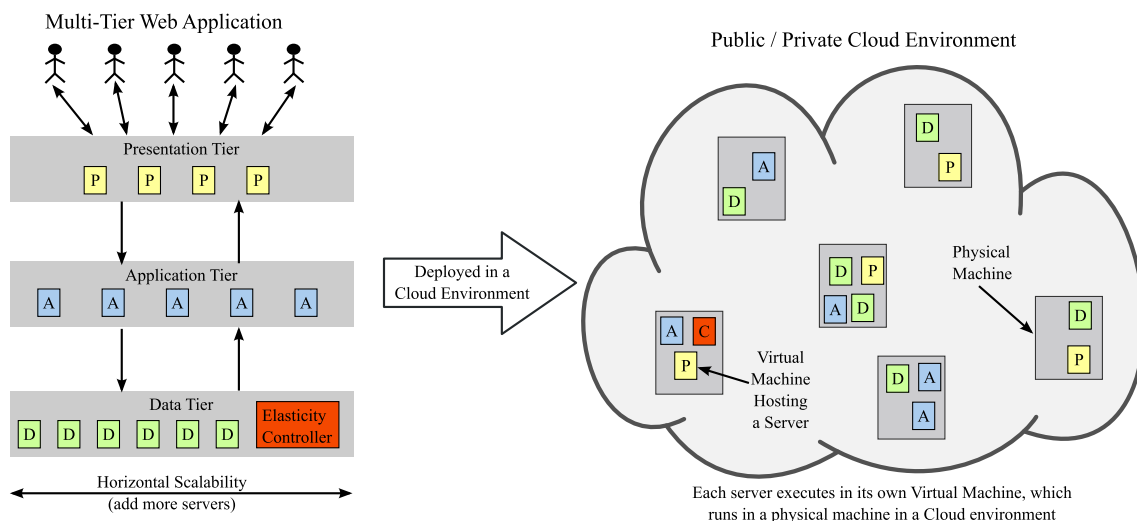 Multi-Tier Web Application
Presentation Tier
P P P P
Application Tier
A A A A A
Data Tier
D D D D D D
Elasticity
Controller
Horizontal Scalability
(add more servers)
Deployed in a
Cloud Environment
Public / Private Cloud Environment
D
P
A
D
D P
A D
Physical
Machine
A C
P
Virtual
Machine
Hosting
a Server
D
P
D A
A
Each server executes in its own Virtual Machine, which
runs in a physical machine in a Cloud environment